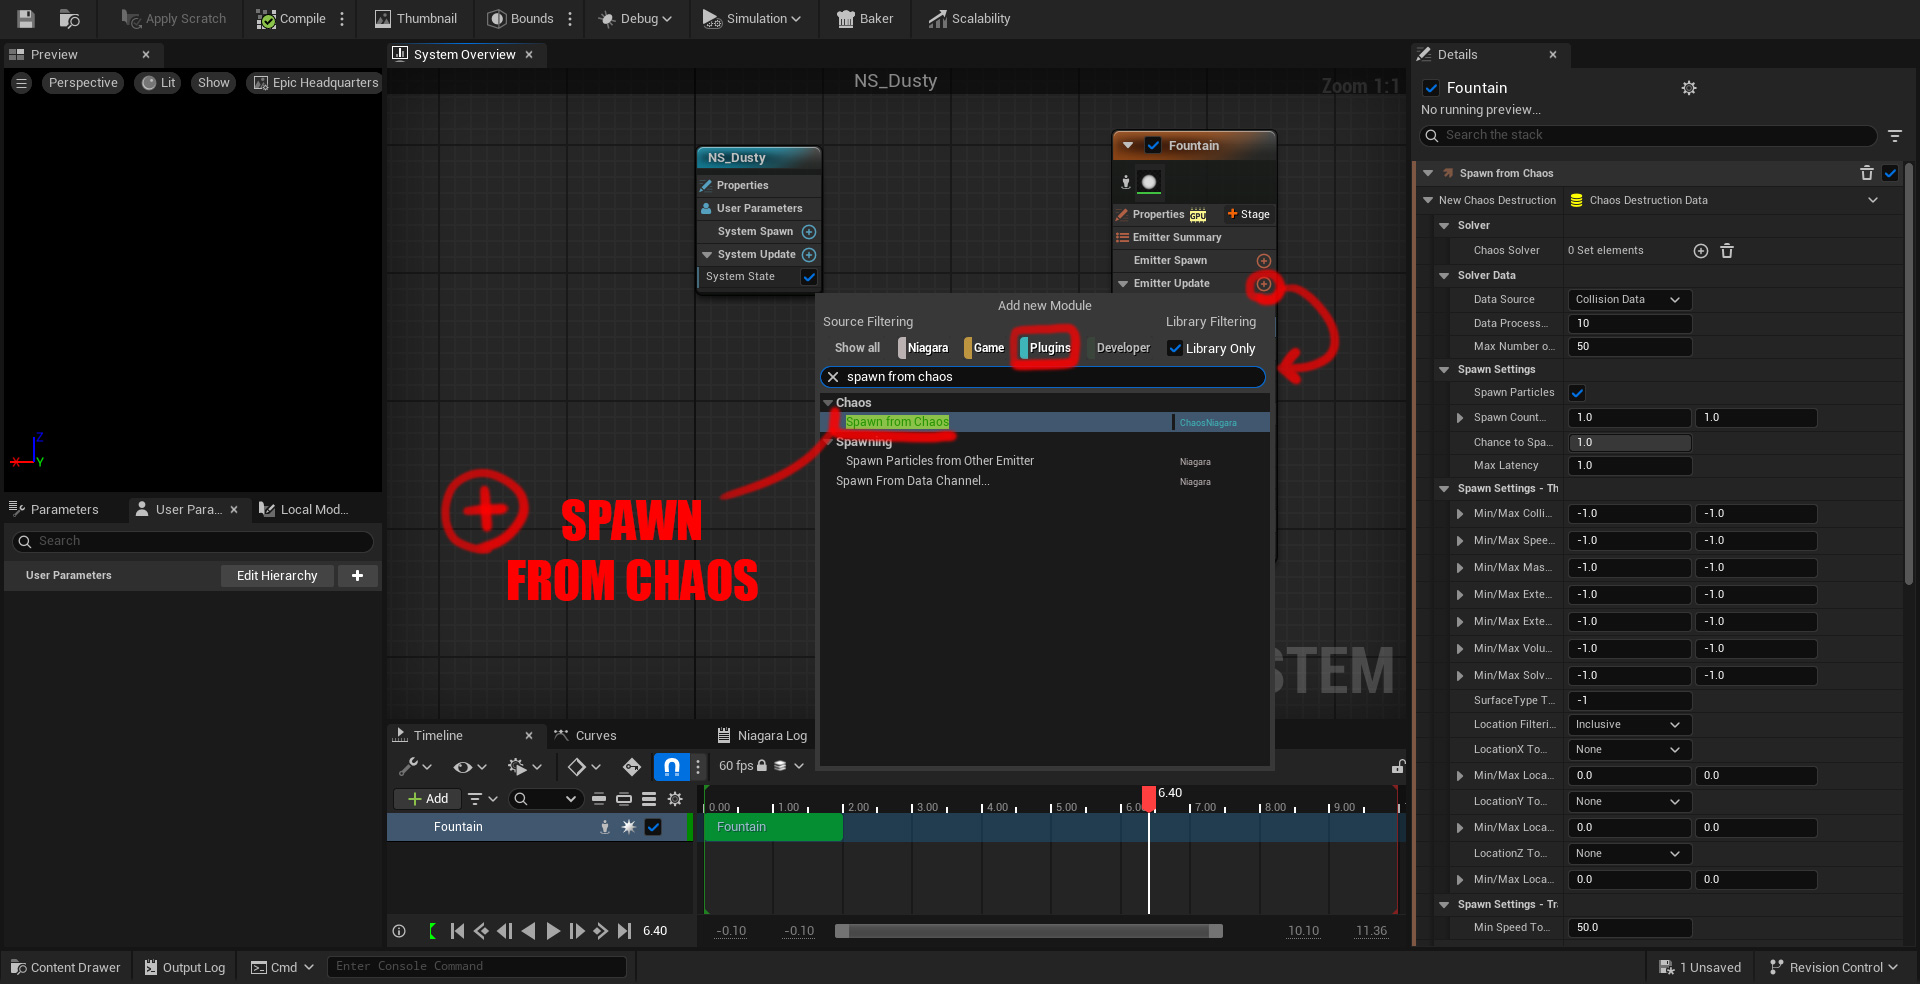 Apply Scratch
Compile
Thumbnail
Bounds
Debug
Simulation
Baker
Scalability
Preview
System Overview
Details
Perspective
Lit
Show
Epic Headquarters
NS_Dusty
Zoom 1:1
Fountain
No running preview...
Search the stack
NS_Dusty
Properties
User Parameters
System Spawn
System Update
System State
Fountain
Properties
GPU
Stage
Emitter Summary
Emitter Spawn
Emitter Update
Add new Module
Source Filtering
Library Filtering
Show all
Niagara
Game
Plugins
Developer
Library Only
spawn from chaos
Chaos
Spawn from Chaos
ChaosNiagara
Spawning
Spawn Particles from Other Emitter
Niagara
Spawn From Data Channel...
Niagara
SPAWN
FROM CHAOS
STEM
Z
X
Y
Parameters
User Para...
Local Mod...
Search
User Parameters
Edit Hierarchy
Spawn from Chaos
New Chaos Destruction
Chaos Destruction Data
Solver
Chaos Solver
0 Set elements
Solver Data
Data Source
Collision Data
Data Process...
10
Max Number o...
50
Spawn Settings
Spawn Particles
Spawn Count...
1.0
1.0
Chance to Spa...
1.0
Max Latency
1.0
Spawn Settings - Th
Min/Max Colli...
-1.0
-1.0
Min/Max Spee...
-1.0
-1.0
Min/Max Mas...
-1.0
-1.0
Min/Max Exte...
-1.0
-1.0
Min/Max Exte...
-1.0
-1.0
Min/Max Volu...
-1.0
-1.0
Min/Max Solv...
-1.0
-1.0
SurfaceType T...
-1
Location Filteri...
Inclusive
LocationX To...
None
Min/Max Loca...
0.0
0.0
LocationY To...
None
Min/Max Loca...
0.0
0.0
LocationZ To...
None
Min/Max Loca...
0.0
0.0
Spawn Settings - Tr
Min Speed To...
50.0
Timeline
Curves
Niagara Log
60 fps
Add
0.00
1.00
2.00
3.00
4.00
5.00
6.0
6.40
7.00
8.00
9.00
Fountain
Fountain
6.40
-0.10
-0.10
10.10
11.36
Content Drawer
Output Log
Cmd
Enter Console Command
1 Unsaved
Revision Control